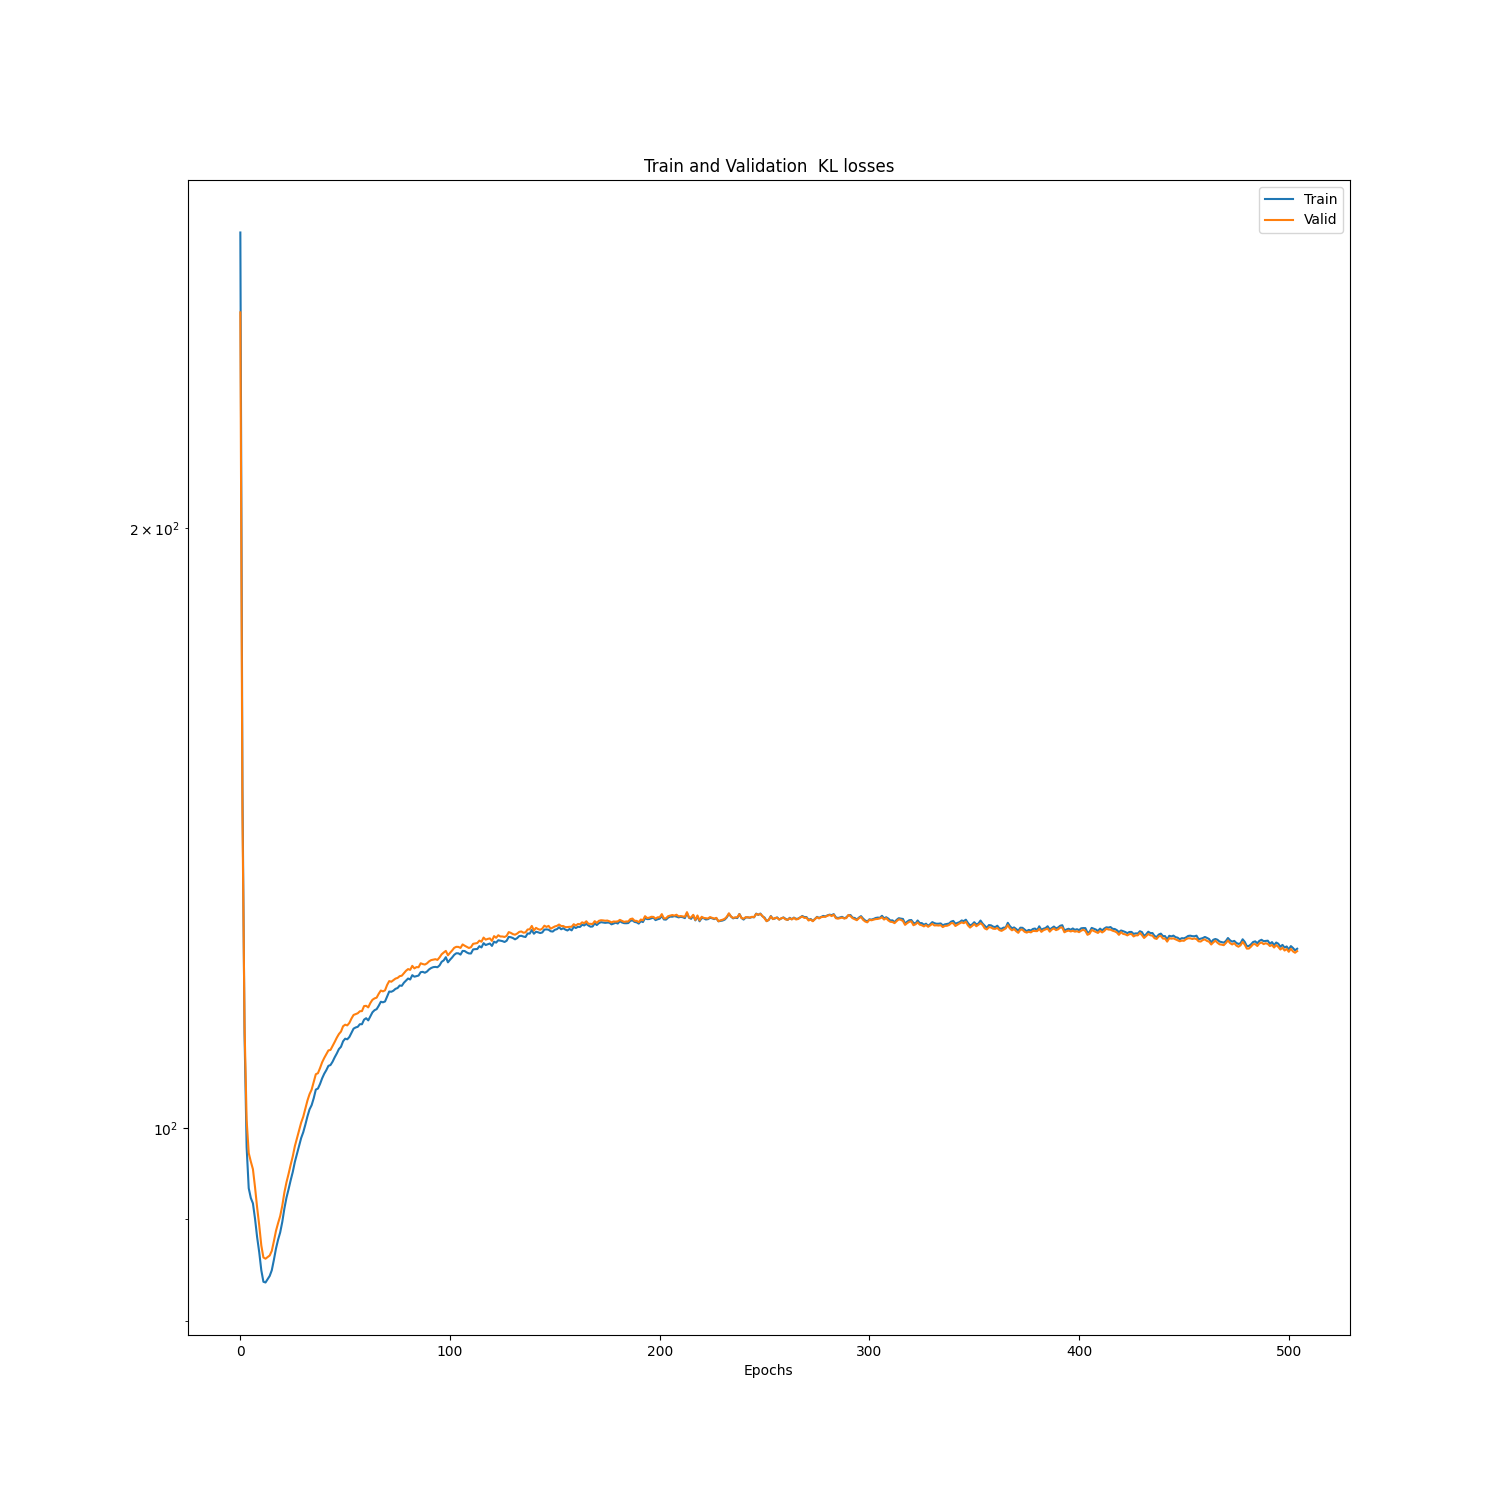 Train and Validation  KL losses
Train
Valid
2 × 10²
10²
0 100 200 300 400 500
Epochs